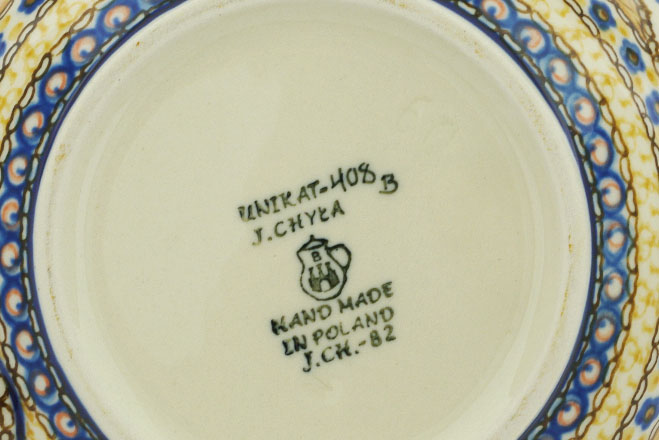 UNIKAT-408 B
J. CHYŁA
B
HAND MADE
IN POLAND
J.CH.-82